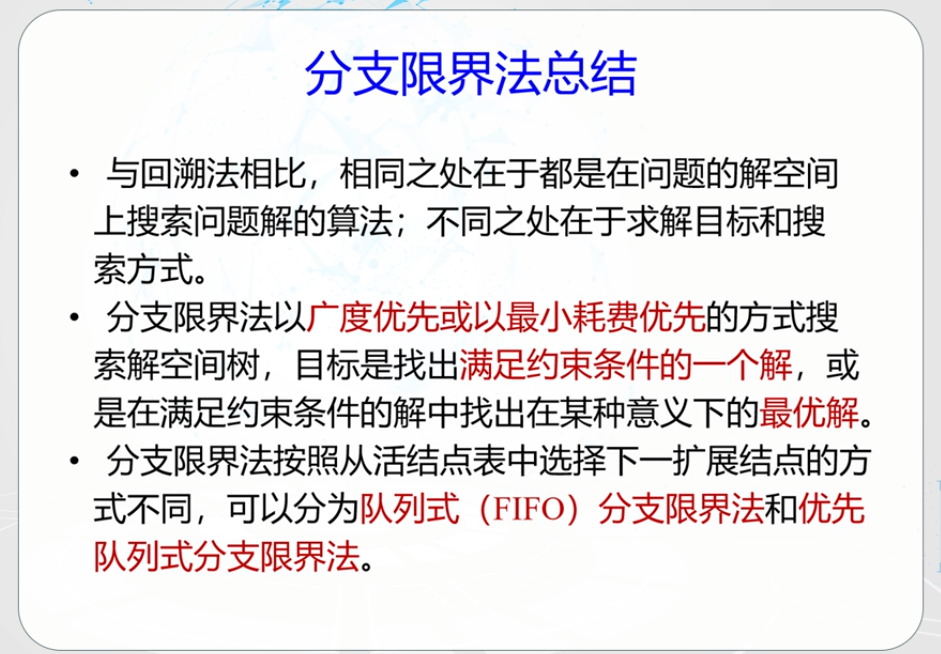 分支限界法总结
• 与回溯法相比，相同之处在于都是在问题的解空间
上搜索问题解的算法；不同之处在于求解目标和搜
索方式。
• 分支限界法以广度优先或以最小耗费优先的方式搜
索解空间树，目标是找出满足约束条件的一个解，或
是在满足约束条件的解中找出在某种意义下的最优解。
• 分支限界法按照从活结点表中选择下一扩展结点的方
式不同，可以分为队列式（FIFO）分支限界法和优先
队列式分支限界法。